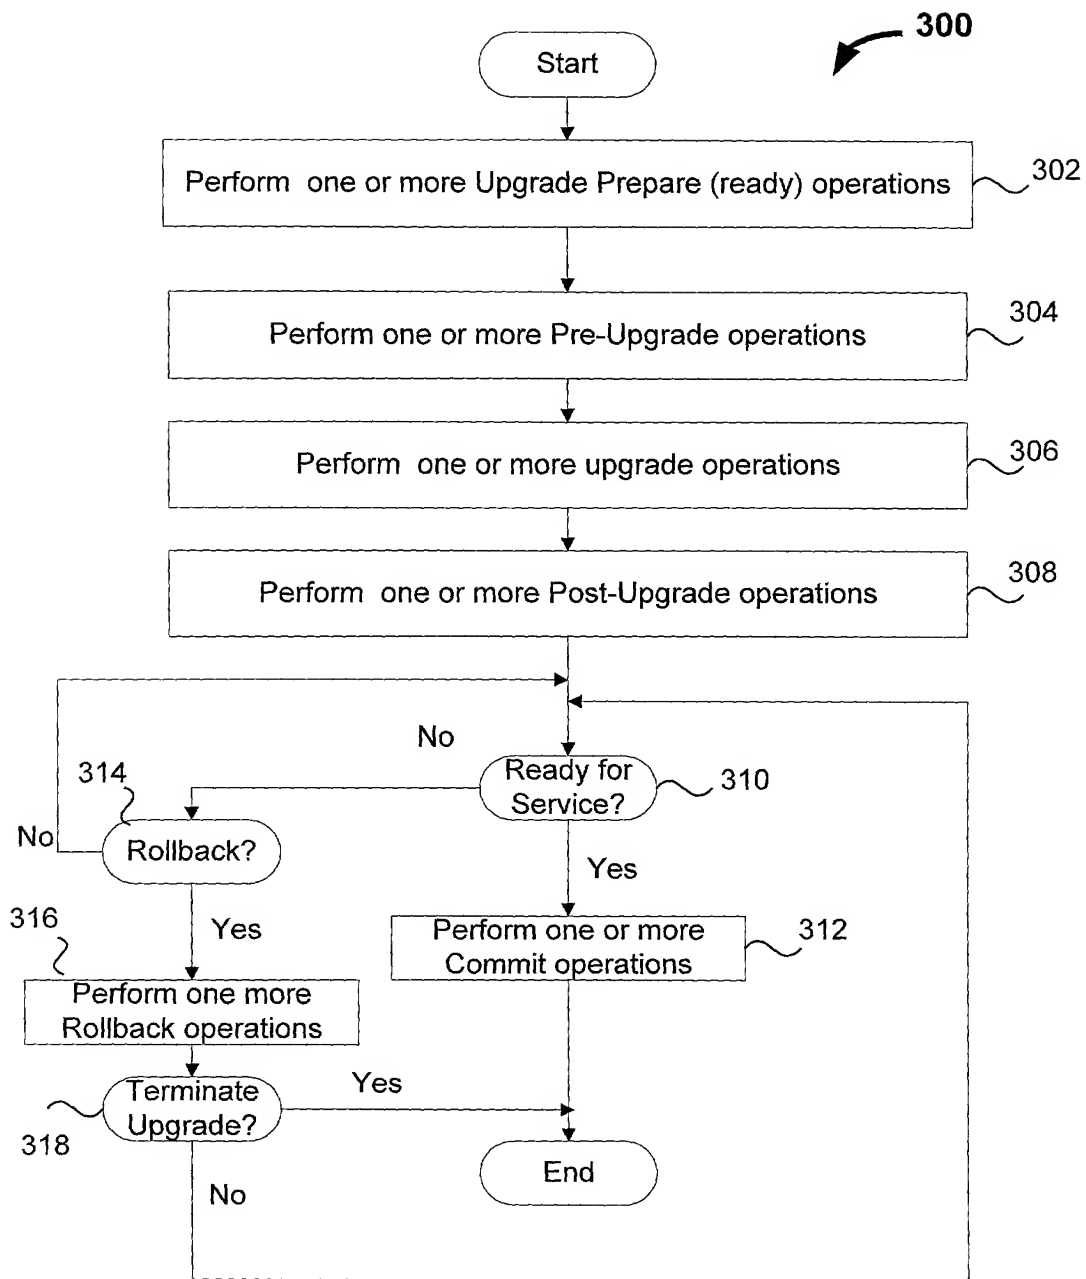 300
Start
Perform one or more Upgrade Prepare (ready) operations
302
Perform one or more Pre-Upgrade operations
304
Perform one or more upgrade operations
306
Perform one or more Post-Upgrade operations
308
No
Ready for
Service?
310
314
No
Rollback?
Yes
316
Yes
Perform one or more
Commit operations
312
Perform one more
Rollback operations
Terminate
Upgrade?
Yes
318
End
No